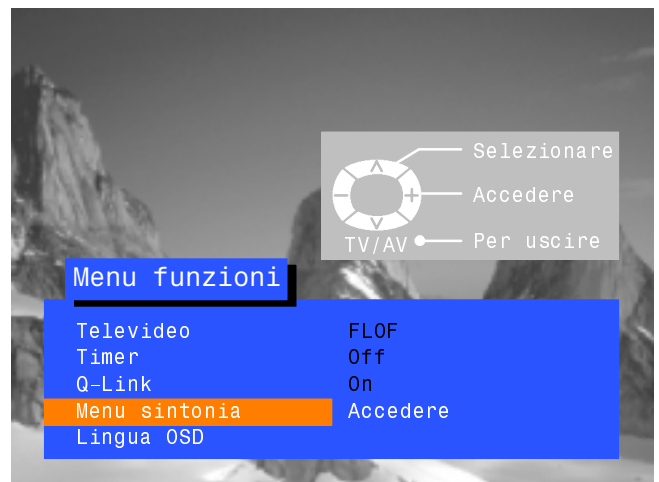 Selezionare
Accedere
TV/AV Per uscire
Menu funzioni
Televideo FLOF
Timer Off
Q-Link On
Menu sintonia Accedere
Lingua OSD